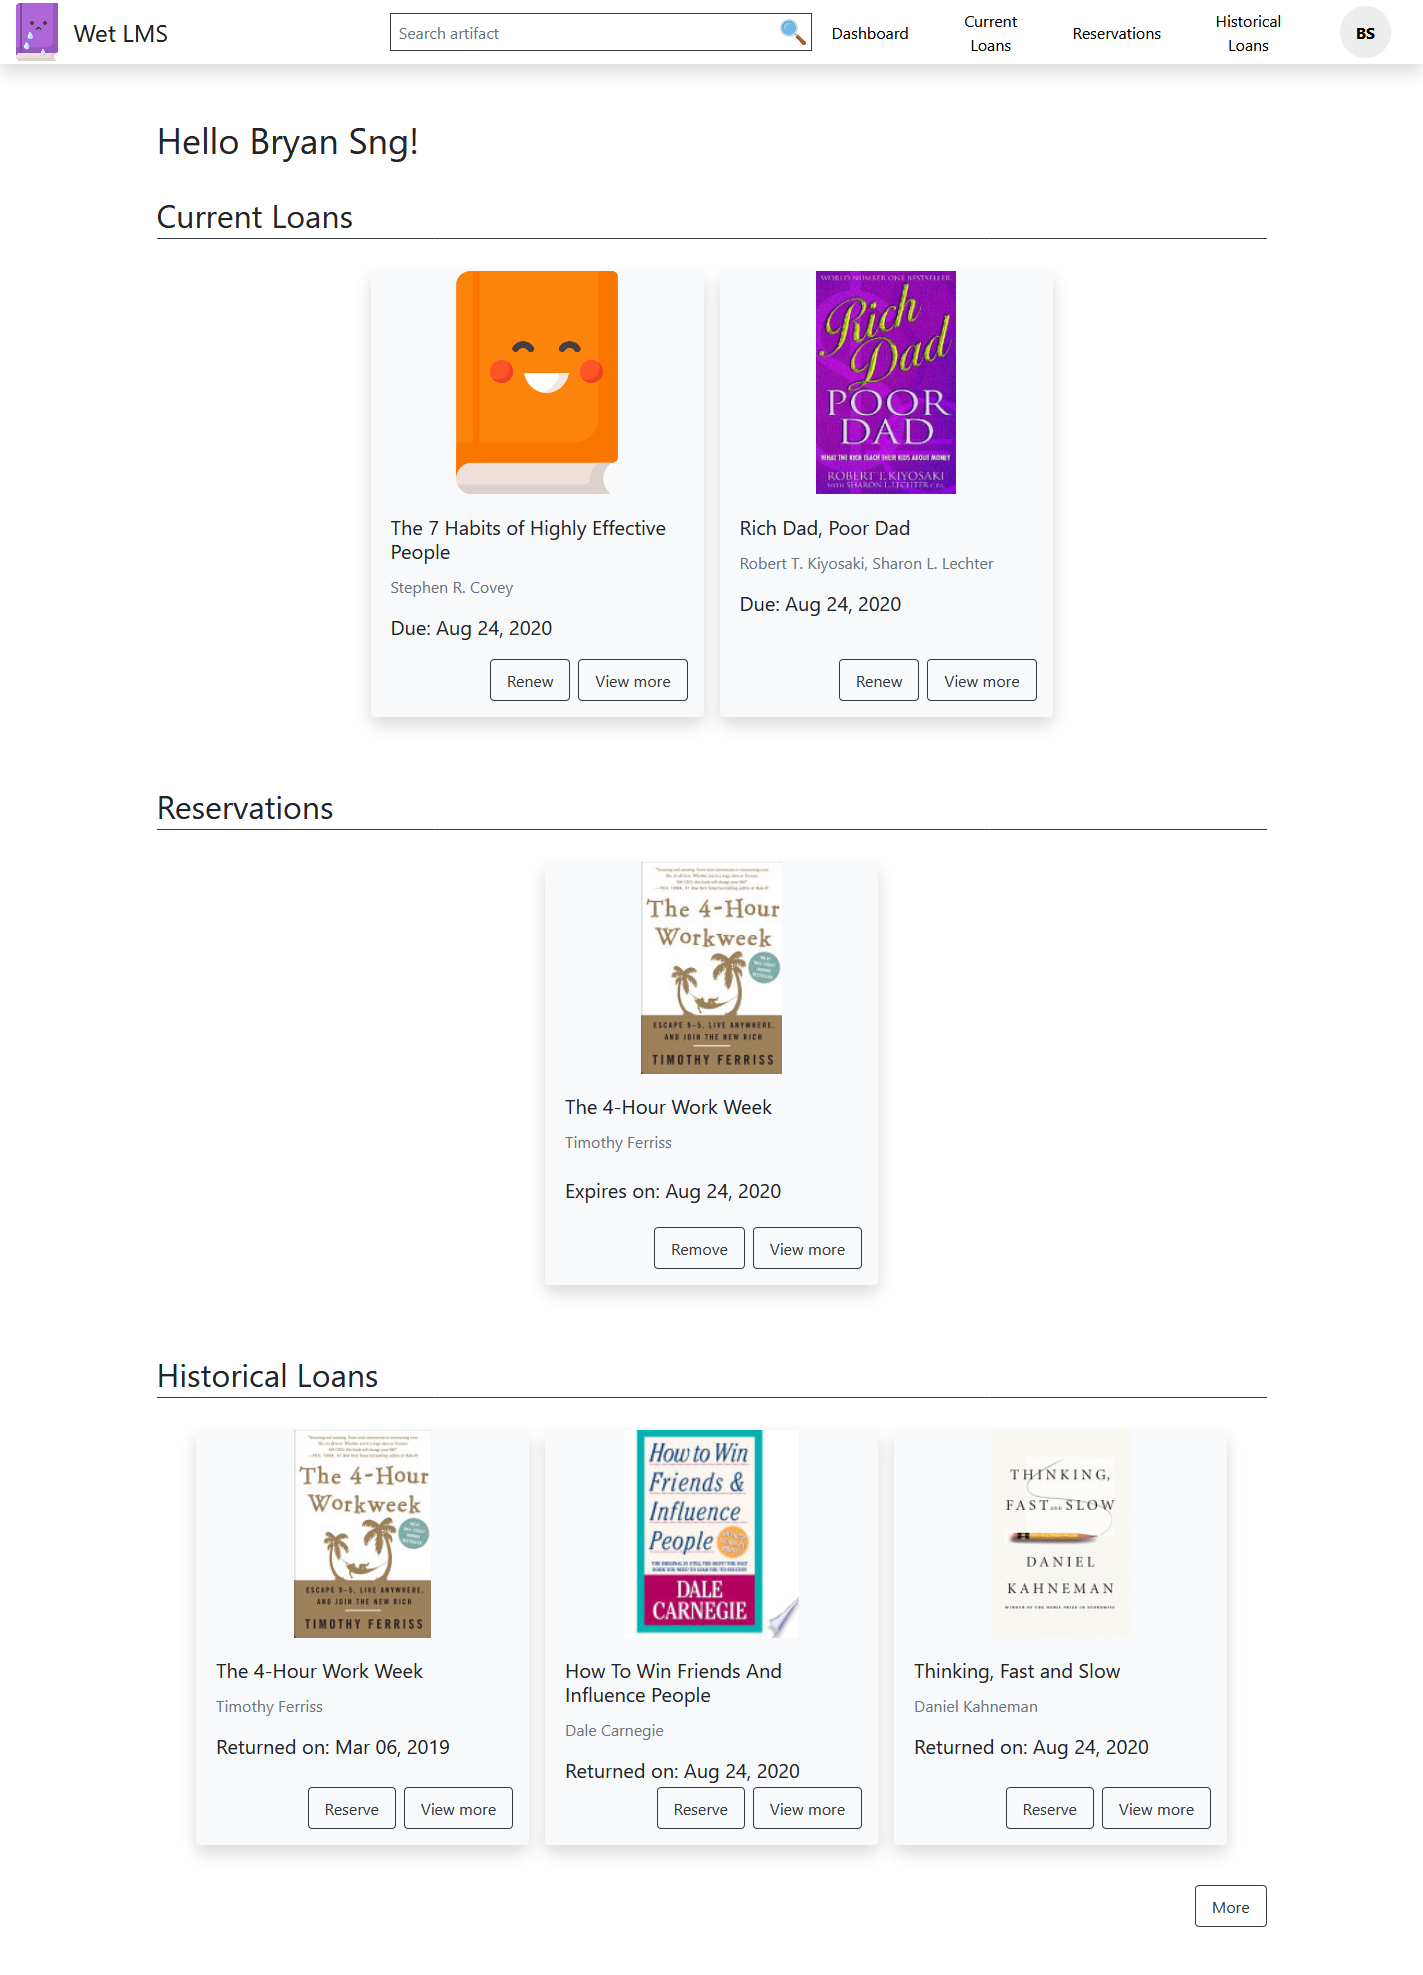 Wet LMS
Search artifact
Dashboard
Current
Loans
Reservations
Historical
Loans
BS
Hello Bryan Sng!
Current Loans
WORLD NUMBER ONE BESTSELLER
Rich
Dad
POOR
DAD
WHAT THE RICH TEACH THEIR KIDS ABOUT MONEY
ROBERT T. KIYOSAKI
WITH SHARON L. LECHTER C.P.A.
The 7 Habits of Highly Effective
People
Stephen R. Covey
Due: Aug 24, 2020
Renew
View more
Rich Dad, Poor Dad
Robert T. Kiyosaki, Sharon L. Lechter
Due: Aug 24, 2020
Renew
View more
Reservations
The 4-Hour
Workweek
ESCAPE 9-5, LIVE ANYWHERE,
AND JOIN THE NEW RICH
TIMOTHY FERRISS
The 4-Hour Work Week
Timothy Ferriss
Expires on: Aug 24, 2020
Remove
View more
Historical Loans
The 4-Hour
Workweek
ESCAPE 9-5, LIVE ANYWHERE,
AND JOIN THE NEW RICH
TIMOTHY FERRISS
The 4-Hour Work Week
Timothy Ferriss
Returned on: Mar 06, 2019
Reserve
View more
How to Win
Friends &
Influence
People
DALE
CARNEGIE
How To Win Friends And
Influence People
Dale Carnegie
Returned on: Aug 24, 2020
Reserve
View more
THINKING,
FAST AND SLOW
DANIEL
KAHNEMAN
WINNER OF THE NOBEL PRIZE IN ECONOMICS
Thinking, Fast and Slow
Daniel Kahneman
Returned on: Aug 24, 2020
Reserve
View more
More